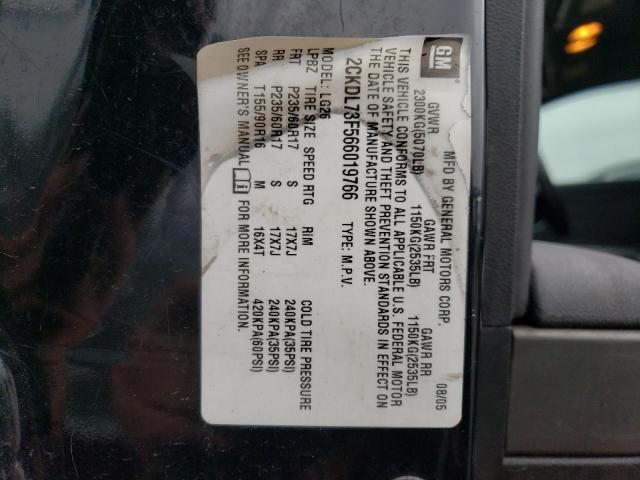 GM
MFD BY GENERAL MOTORS CORP. 08/05
GVWR GAWR FRT GAWR RR
2300KG(6070LB) 1150KG(2535LB) 1150KG(2535LB)
THIS VEHICLE CONFORMS TO ALL APPLICABLE U.S. FEDERAL MOTOR
VEHICLE SAFETY AND THEFT PREVENTION STANDARDS IN EFFECT ON
THE DATE OF MANUFACTURE SHOWN ABOVE.
2CKDL73F566019766 TYPE: M.P.V.
MODEL: LG26
LPBZ TIRE SIZE SPEED RTG RIM COLD TIRE PRESSURE
FRT P235/60R17 S 17X7J 240KPA(35PSI)
RR P235/60R17 S 17X7J 240KPA(35PSI)
SPA T155/90R16 M 16X4T 420KPA(60PSI)
SEE OWNER'S MANUAL FOR MORE INFORMATION.